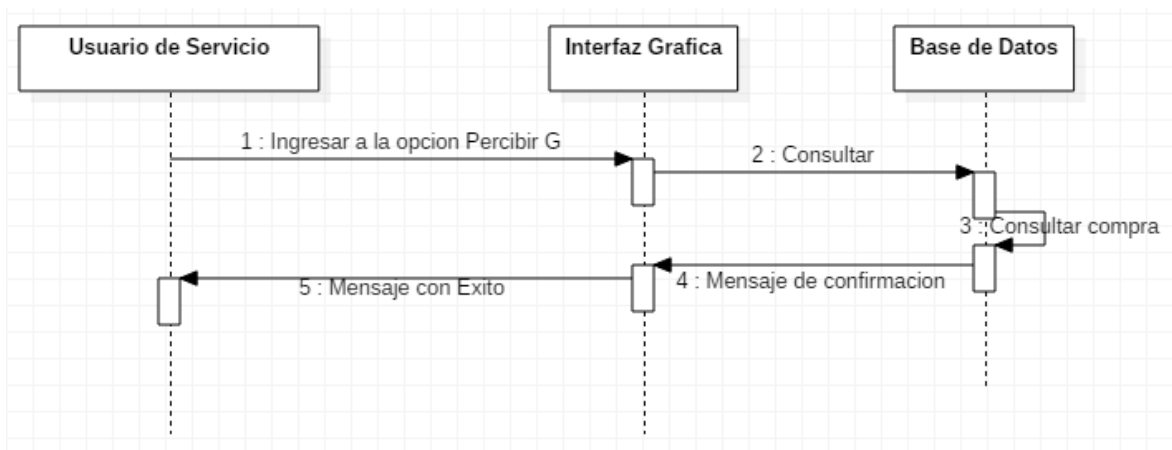 Usuario de Servicio
Interfaz Grafica
Base de Datos
1 : Ingresar a la opcion Percibir G
2 : Consultar
3 : Consultar compra
4 : Mensaje de confirmacion
5 : Mensaje con Exito